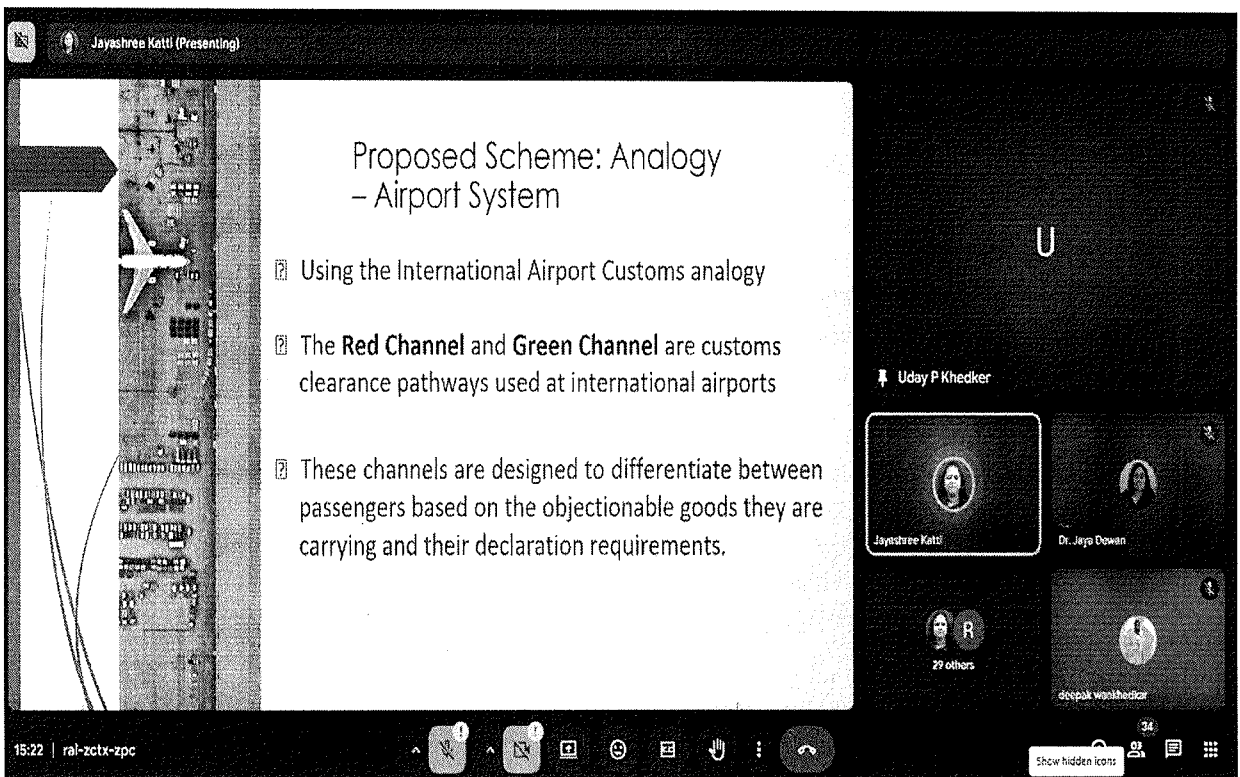 Jayashree Katti (Presenting)
Proposed Scheme: Analogy
– Airport System
Using the International Airport Customs analogy
The Red Channel and Green Channel are customs
clearance pathways used at international airports
These channels are designed to differentiate between
passengers based on the objectionable goods they are
carrying and their declaration requirements.
U
Uday P Khedker
Jayashree Katti
Dr. Jaya Dewan
R
29 others
deepak wankhedkar
15:22 | ral-zctx-zpc
34
Show hidden icons